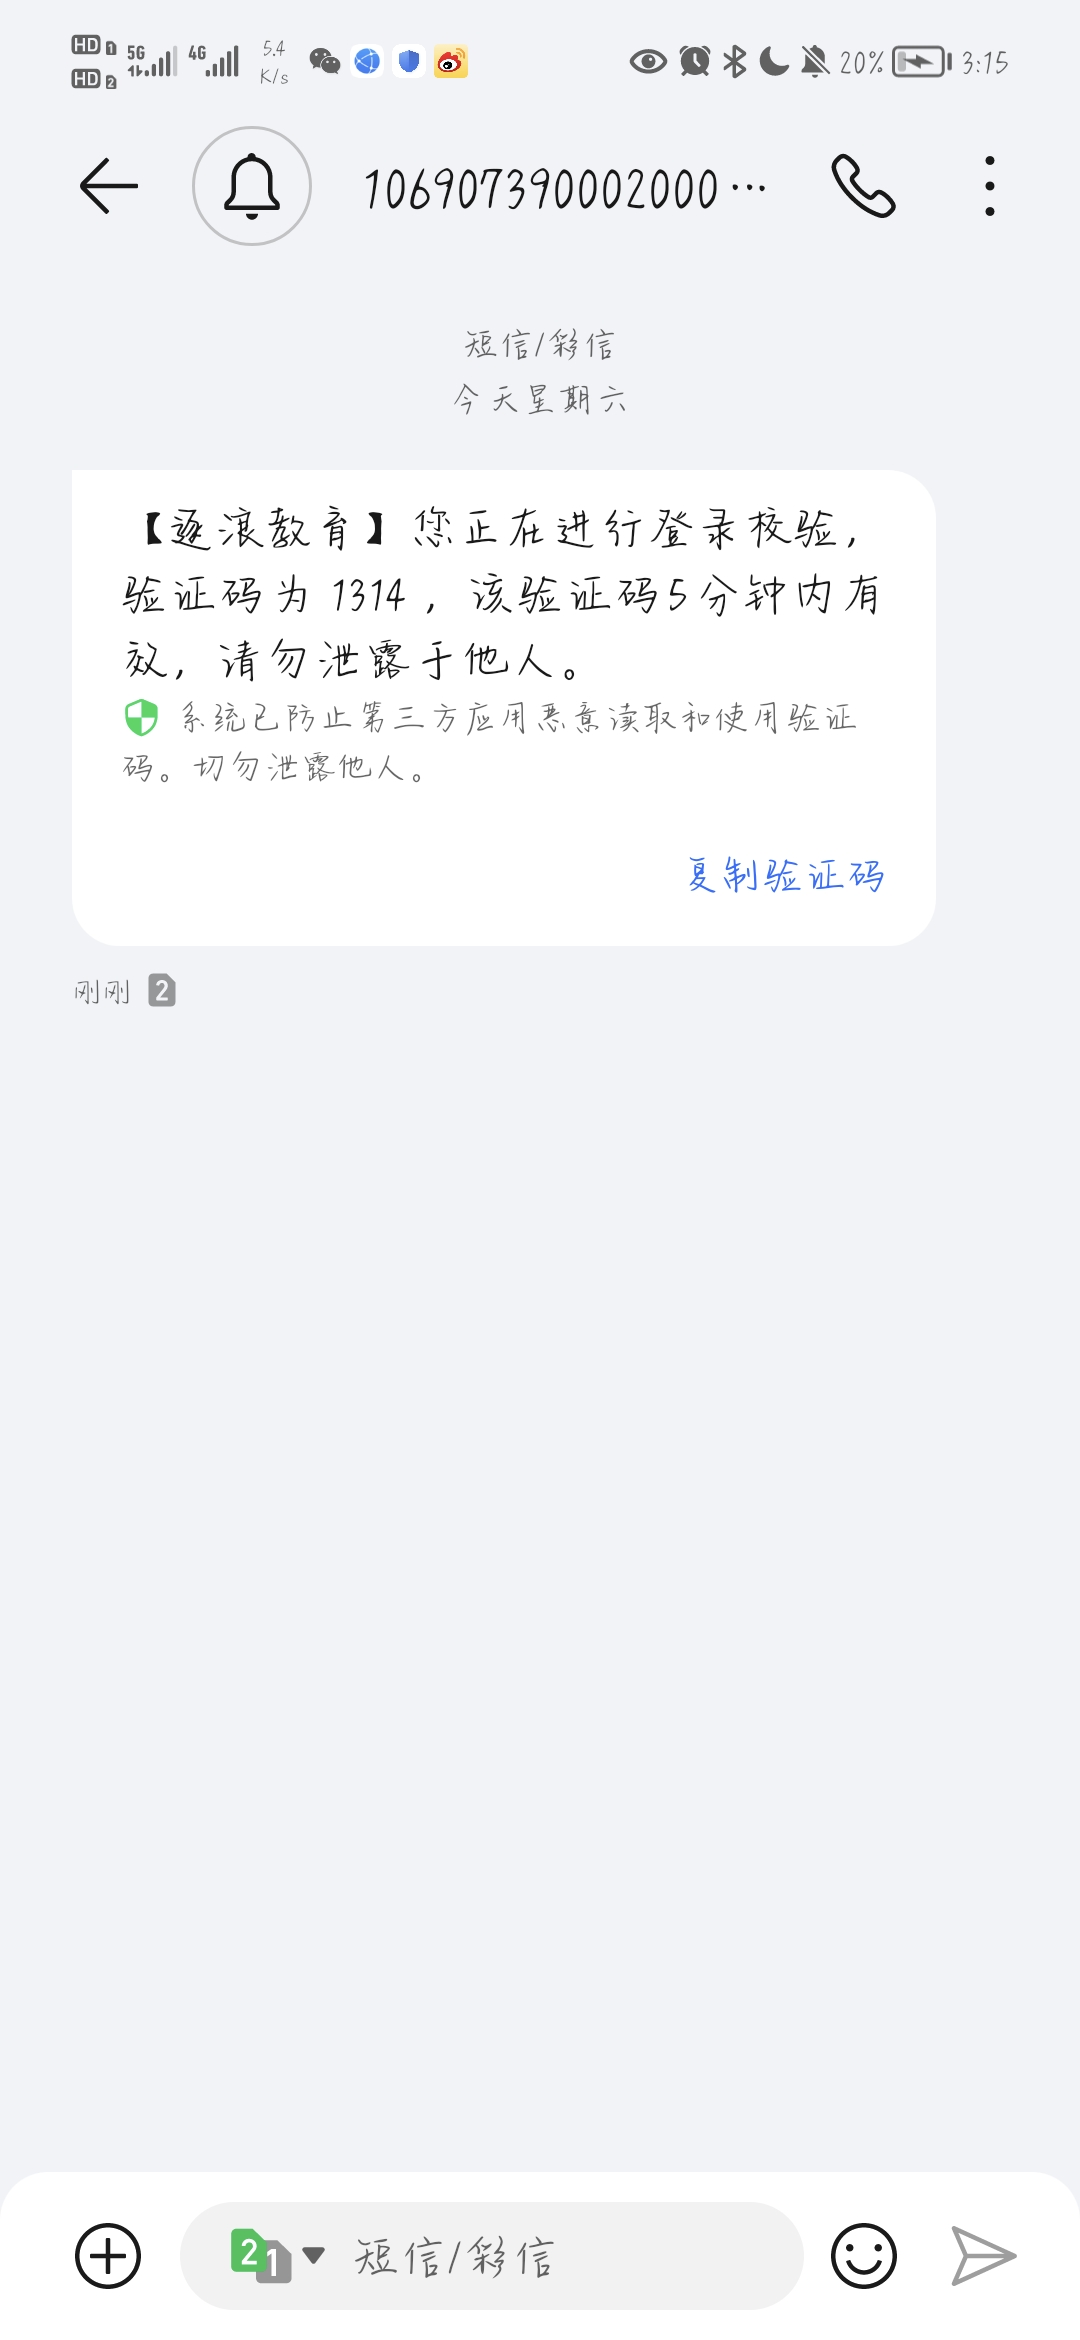 HD 1 5G 4G 5.4 20% 3:15
HD 2 K/s
106907390002000 ...
短信/彩信
今天星期六
【逐浪教育】您正在进行登录校验,
验证码为 1314 , 该验证码5分钟内有
效, 请勿泄露于他人。
系统已防止第三方应用恶意读取和使用验证
码。切勿泄露他人。
复制验证码
刚刚 2
2 1 短信/彩信